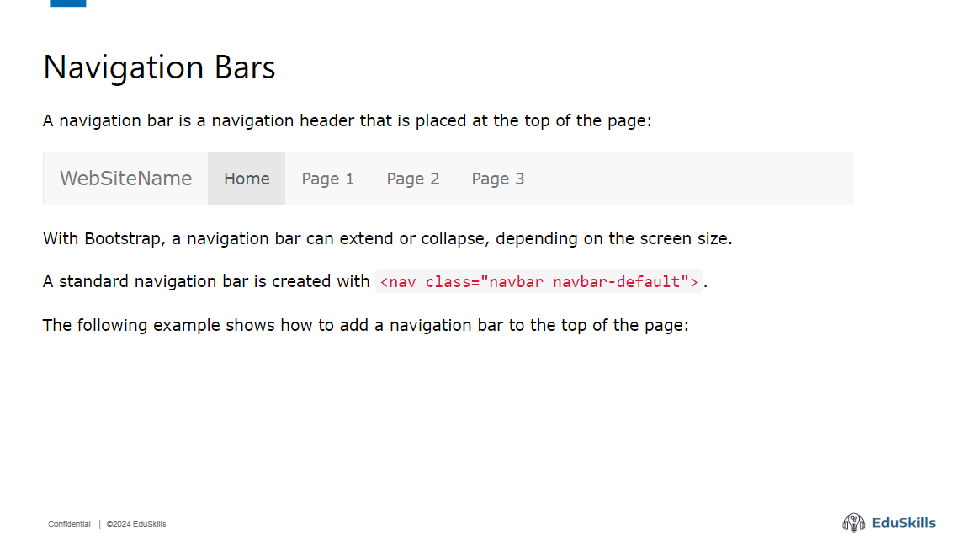 Navigation Bars
A navigation bar is a navigation header that is placed at the top of the page:
WebSiteName Home Page 1 Page 2 Page 3
With Bootstrap, a navigation bar can extend or collapse, depending on the screen size.
A standard navigation bar is created with <nav class="navbar navbar-default">.
The following example shows how to add a navigation bar to the top of the page:
Confidential | ©2024 EduSkills
EduSkills